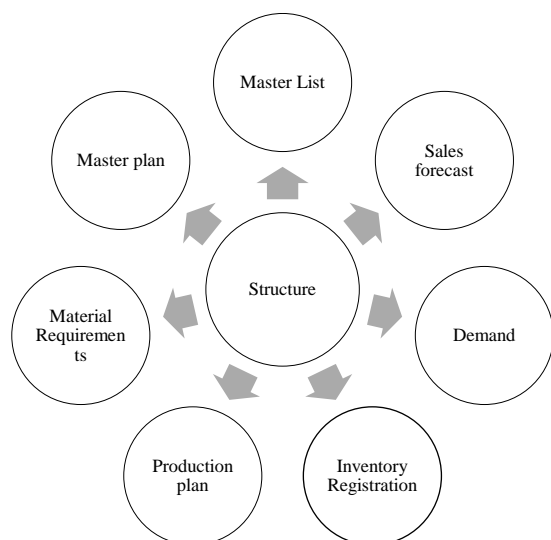 Master List
Sales
forecast
Demand
Inventory
Registration
Production
plan
Material
Requiremen
ts
Master plan
Structure